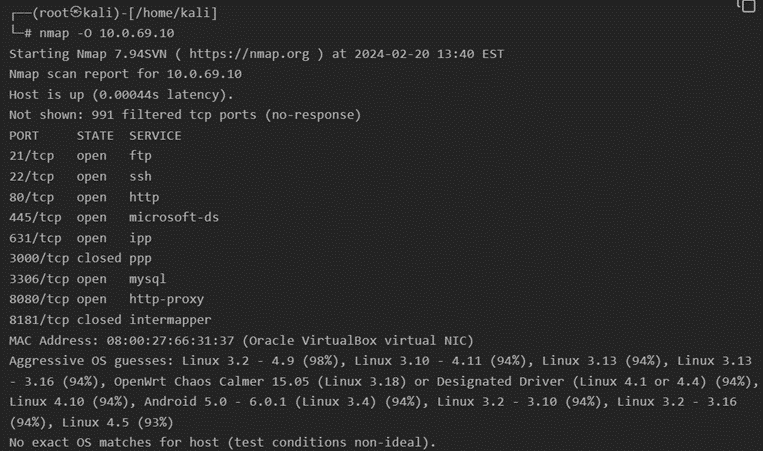 ┌──(root㉿kali)-[/home/kali]
└─# nmap -O 10.0.69.10
Starting Nmap 7.94SVN ( https://nmap.org ) at 2024-02-20 13:40 EST
Nmap scan report for 10.0.69.10
Host is up (0.00044s latency).
Not shown: 991 filtered tcp ports (no-response)
PORT     STATE  SERVICE
21/tcp   open   ftp
22/tcp   open   ssh
80/tcp   open   http
445/tcp  open   microsoft-ds
631/tcp  open   ipp
3000/tcp closed ppp
3306/tcp open   mysql
8080/tcp open   http-proxy
8181/tcp closed intermapper
MAC Address: 08:00:27:66:31:37 (Oracle VirtualBox virtual NIC)
Aggressive OS guesses: Linux 3.2 - 4.9 (98%), Linux 3.10 - 4.11 (94%), Linux 3.13 (94%), Linux 3.13
- 3.16 (94%), OpenWrt Chaos Calmer 15.05 (Linux 3.18) or Designated Driver (Linux 4.1 or 4.4) (94%),
Linux 4.10 (94%), Android 5.0 - 6.0.1 (Linux 3.4) (94%), Linux 3.2 - 3.10 (94%), Linux 3.2 - 3.16
(94%), Linux 4.5 (93%)
No exact OS matches for host (test conditions non-ideal).